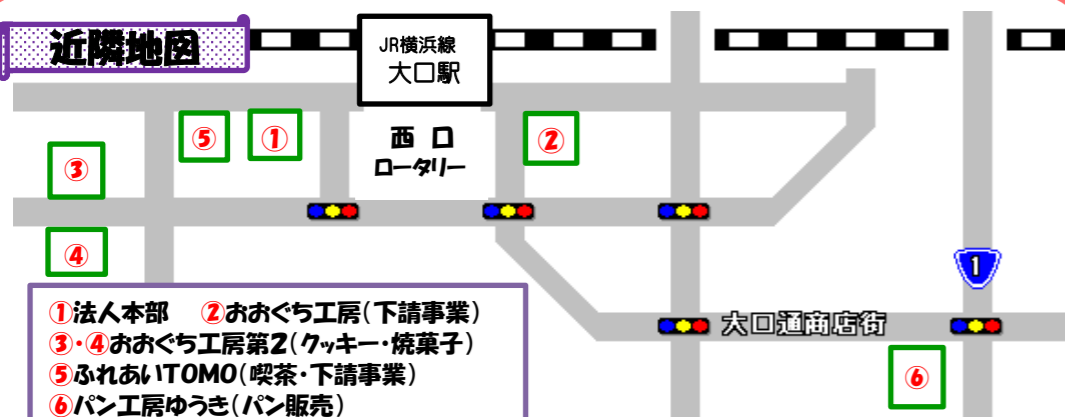 近隣地図
JR横浜線
大口駅
⑤
①
西口
ロータリー
②
③
④
1
大口通商店街
⑥
①法人本部 ②おおぐち工房(下請事業)
③・④おおぐち工房第2(クッキー・焼菓子)
⑤ふれあいTOMO(喫茶・下請事業)
⑥パン工房ゆうき(パン販売)